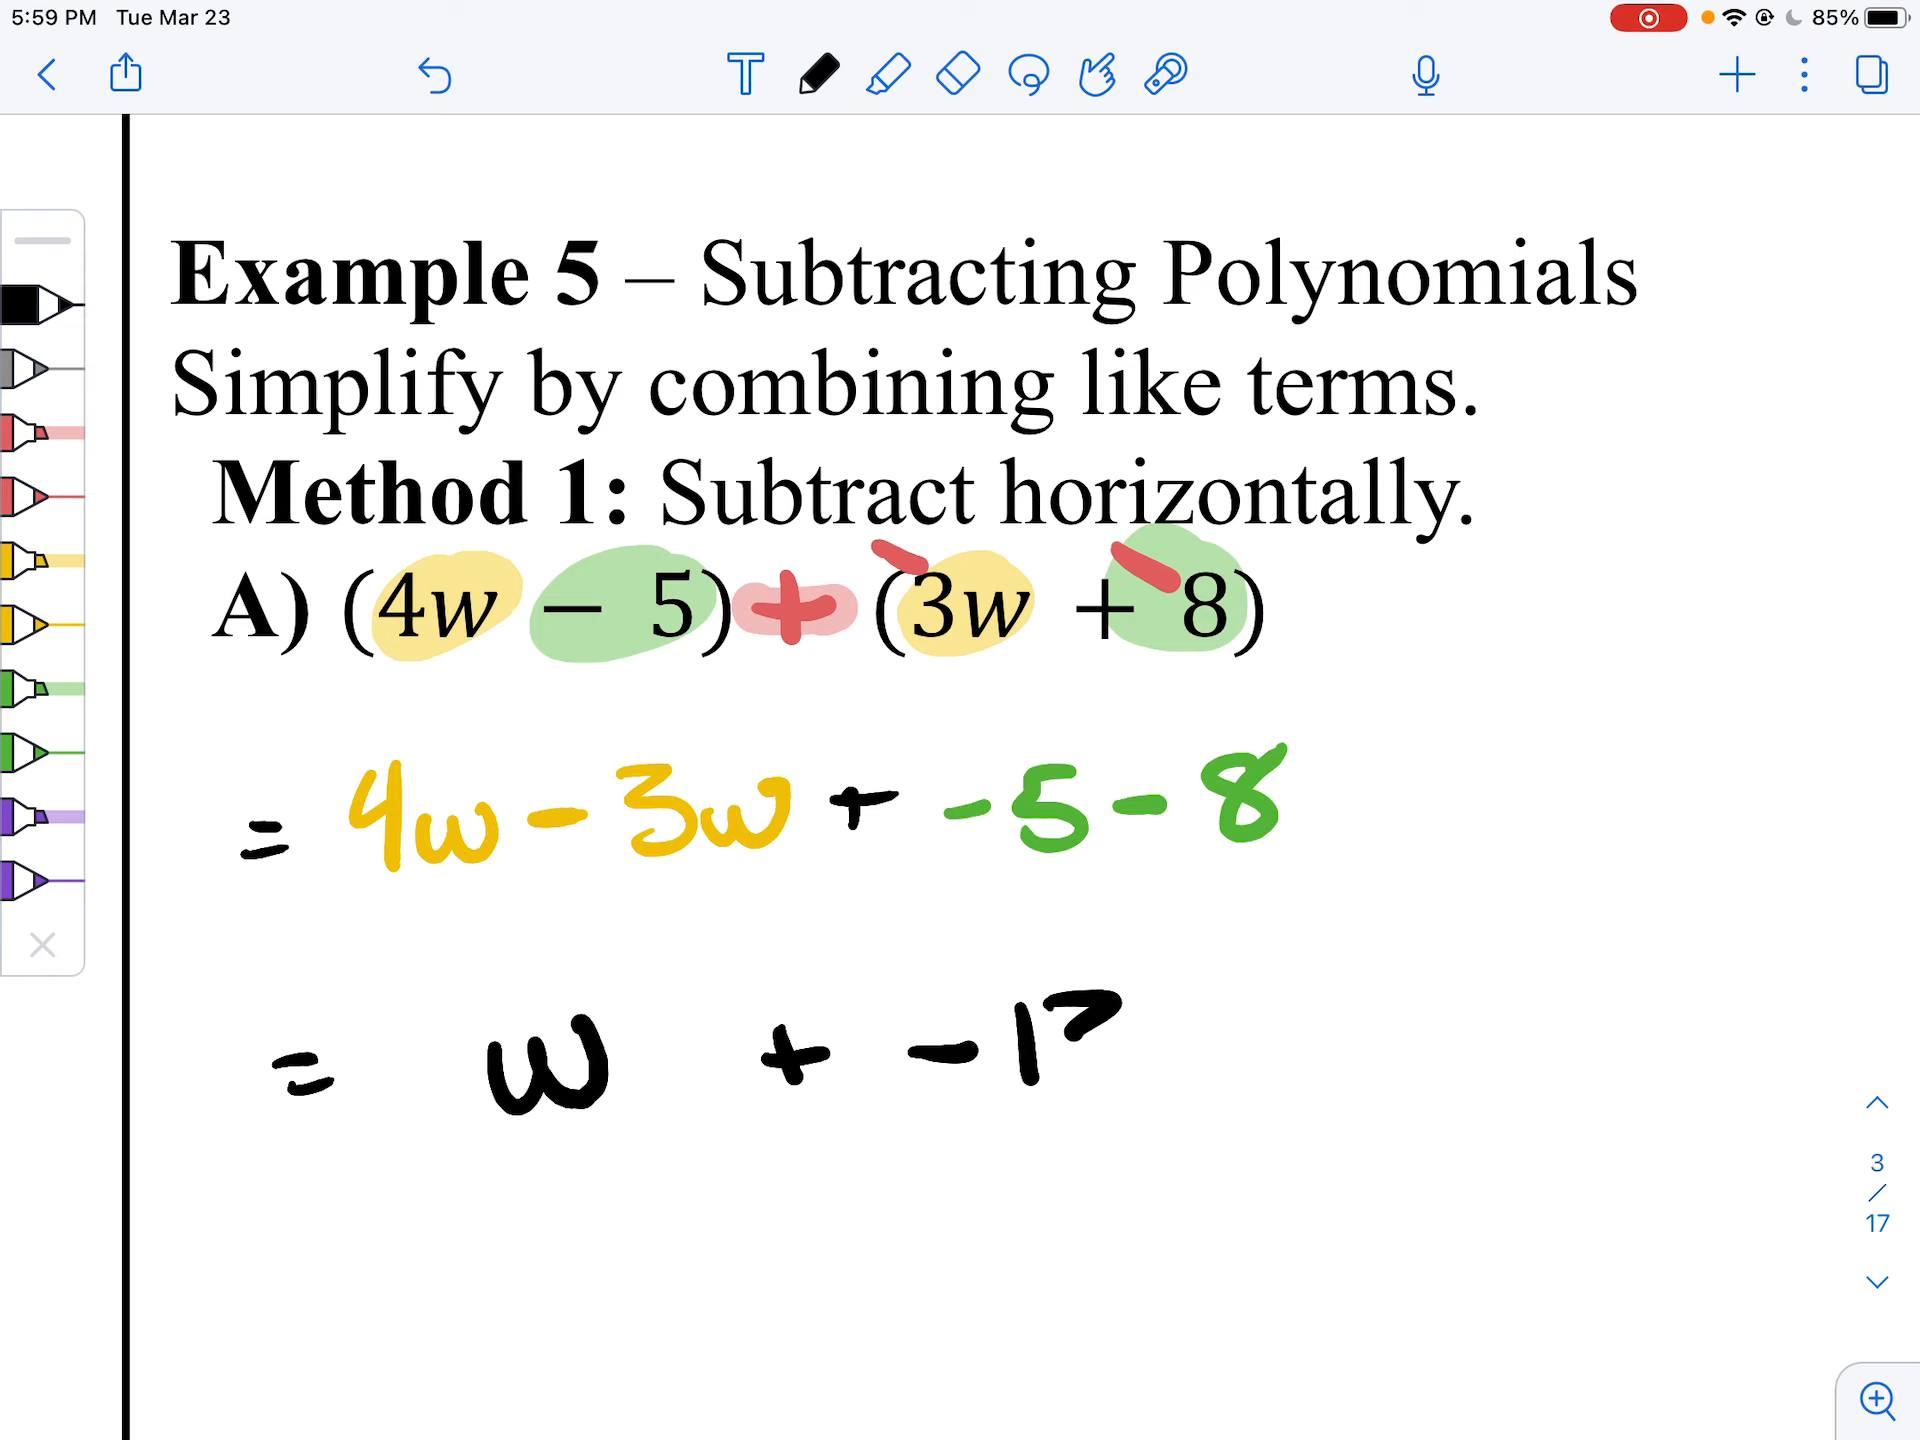 5:59 PM Tue Mar 23 85%
T
Example 5 – Subtracting Polynomials
Simplify by combining like terms.
Method 1: Subtract horizontally.
A) (4w − 5) + (-3w + -8)
= 4w - 3w + -5 - 8
= w + -1
3
/
17